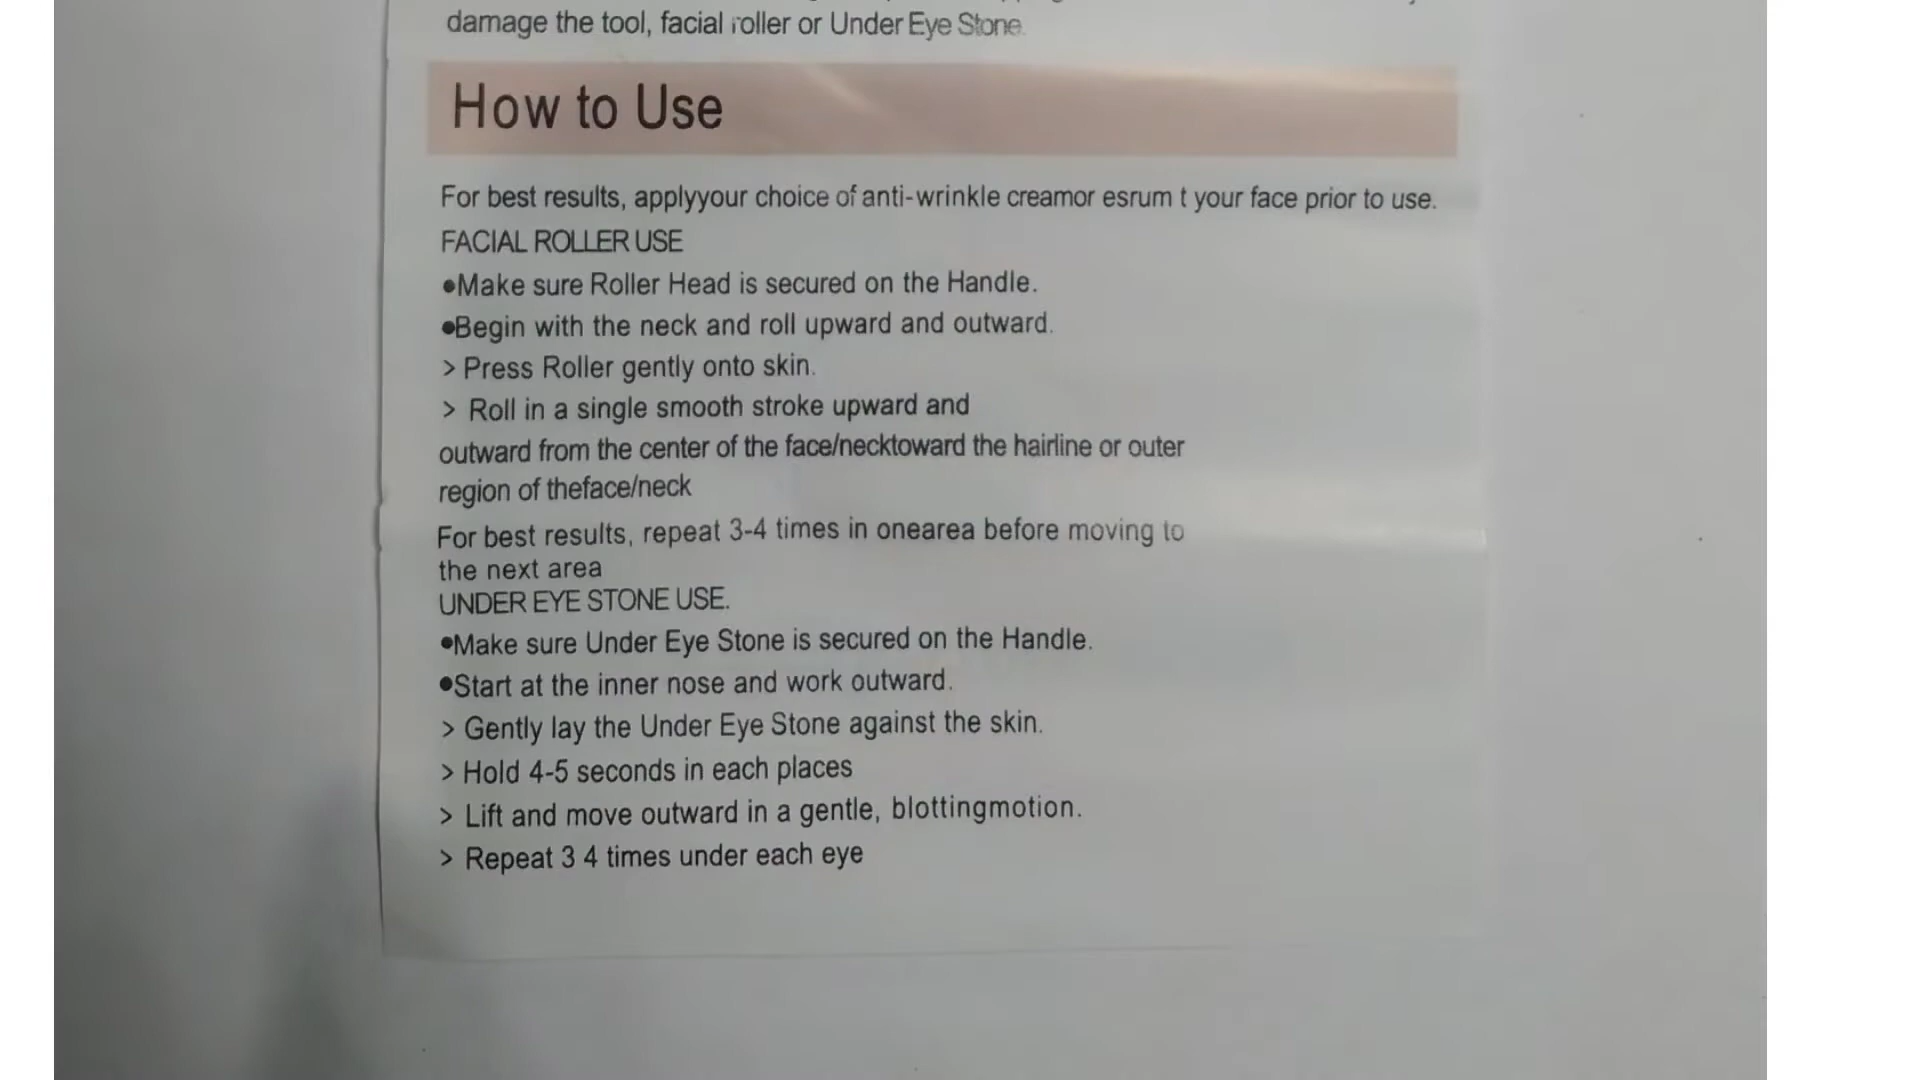 damage the tool, facial roller or Under Eye Stone.
How to Use
For best results, applyyour choice of anti-wrinkle creamor esrum t your face prior to use.
FACIAL ROLLER USE
●Make sure Roller Head is secured on the Handle.
●Begin with the neck and roll upward and outward.
> Press Roller gently onto skin.
> Roll in a single smooth stroke upward and
outward from the center of the face/necktoward the hairline or outer
region of theface/neck
For best results, repeat 3-4 times in onearea before moving to
the next area
UNDER EYE STONE USE.
●Make sure Under Eye Stone is secured on the Handle.
●Start at the inner nose and work outward.
> Gently lay the Under Eye Stone against the skin.
> Hold 4-5 seconds in each places
> Lift and move outward in a gentle, blottingmotion.
> Repeat 3 4 times under each eye